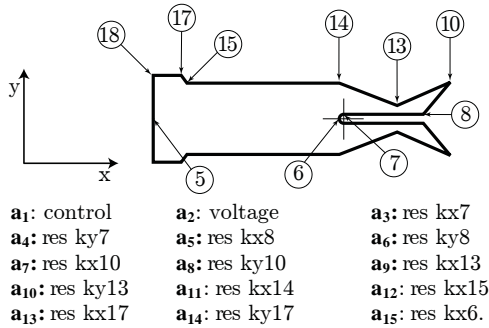 17
14
10
18
15
13
y
8
x
5
6
7
a1: control a2: voltage a3: res kx7
a4: res ky7 a5: res kx8 a6: res ky8
a7: res kx10 a8: res ky10 a9: res kx13
a10: res ky13 a11: res kx14 a12: res kx15
a13: res kx17 a14: res ky17 a15: res kx6.